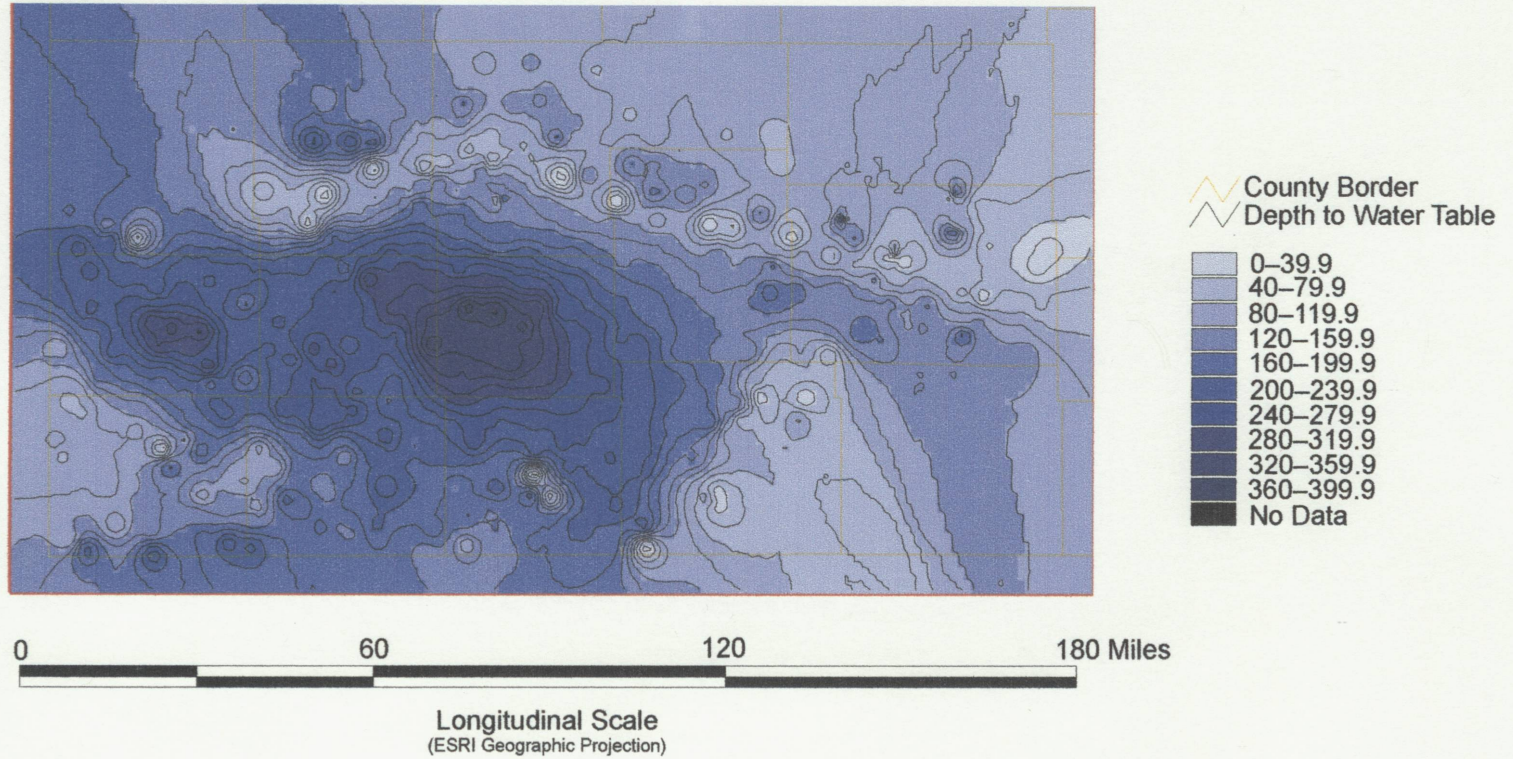 County Border
Depth to Water Table
0–39.9
40–79.9
80–119.9
120–159.9
160–199.9
200–239.9
240–279.9
280–319.9
320–359.9
360–399.9
No Data
0 60 120 180 Miles
Longitudinal Scale
(ESRI Geographic Projection)